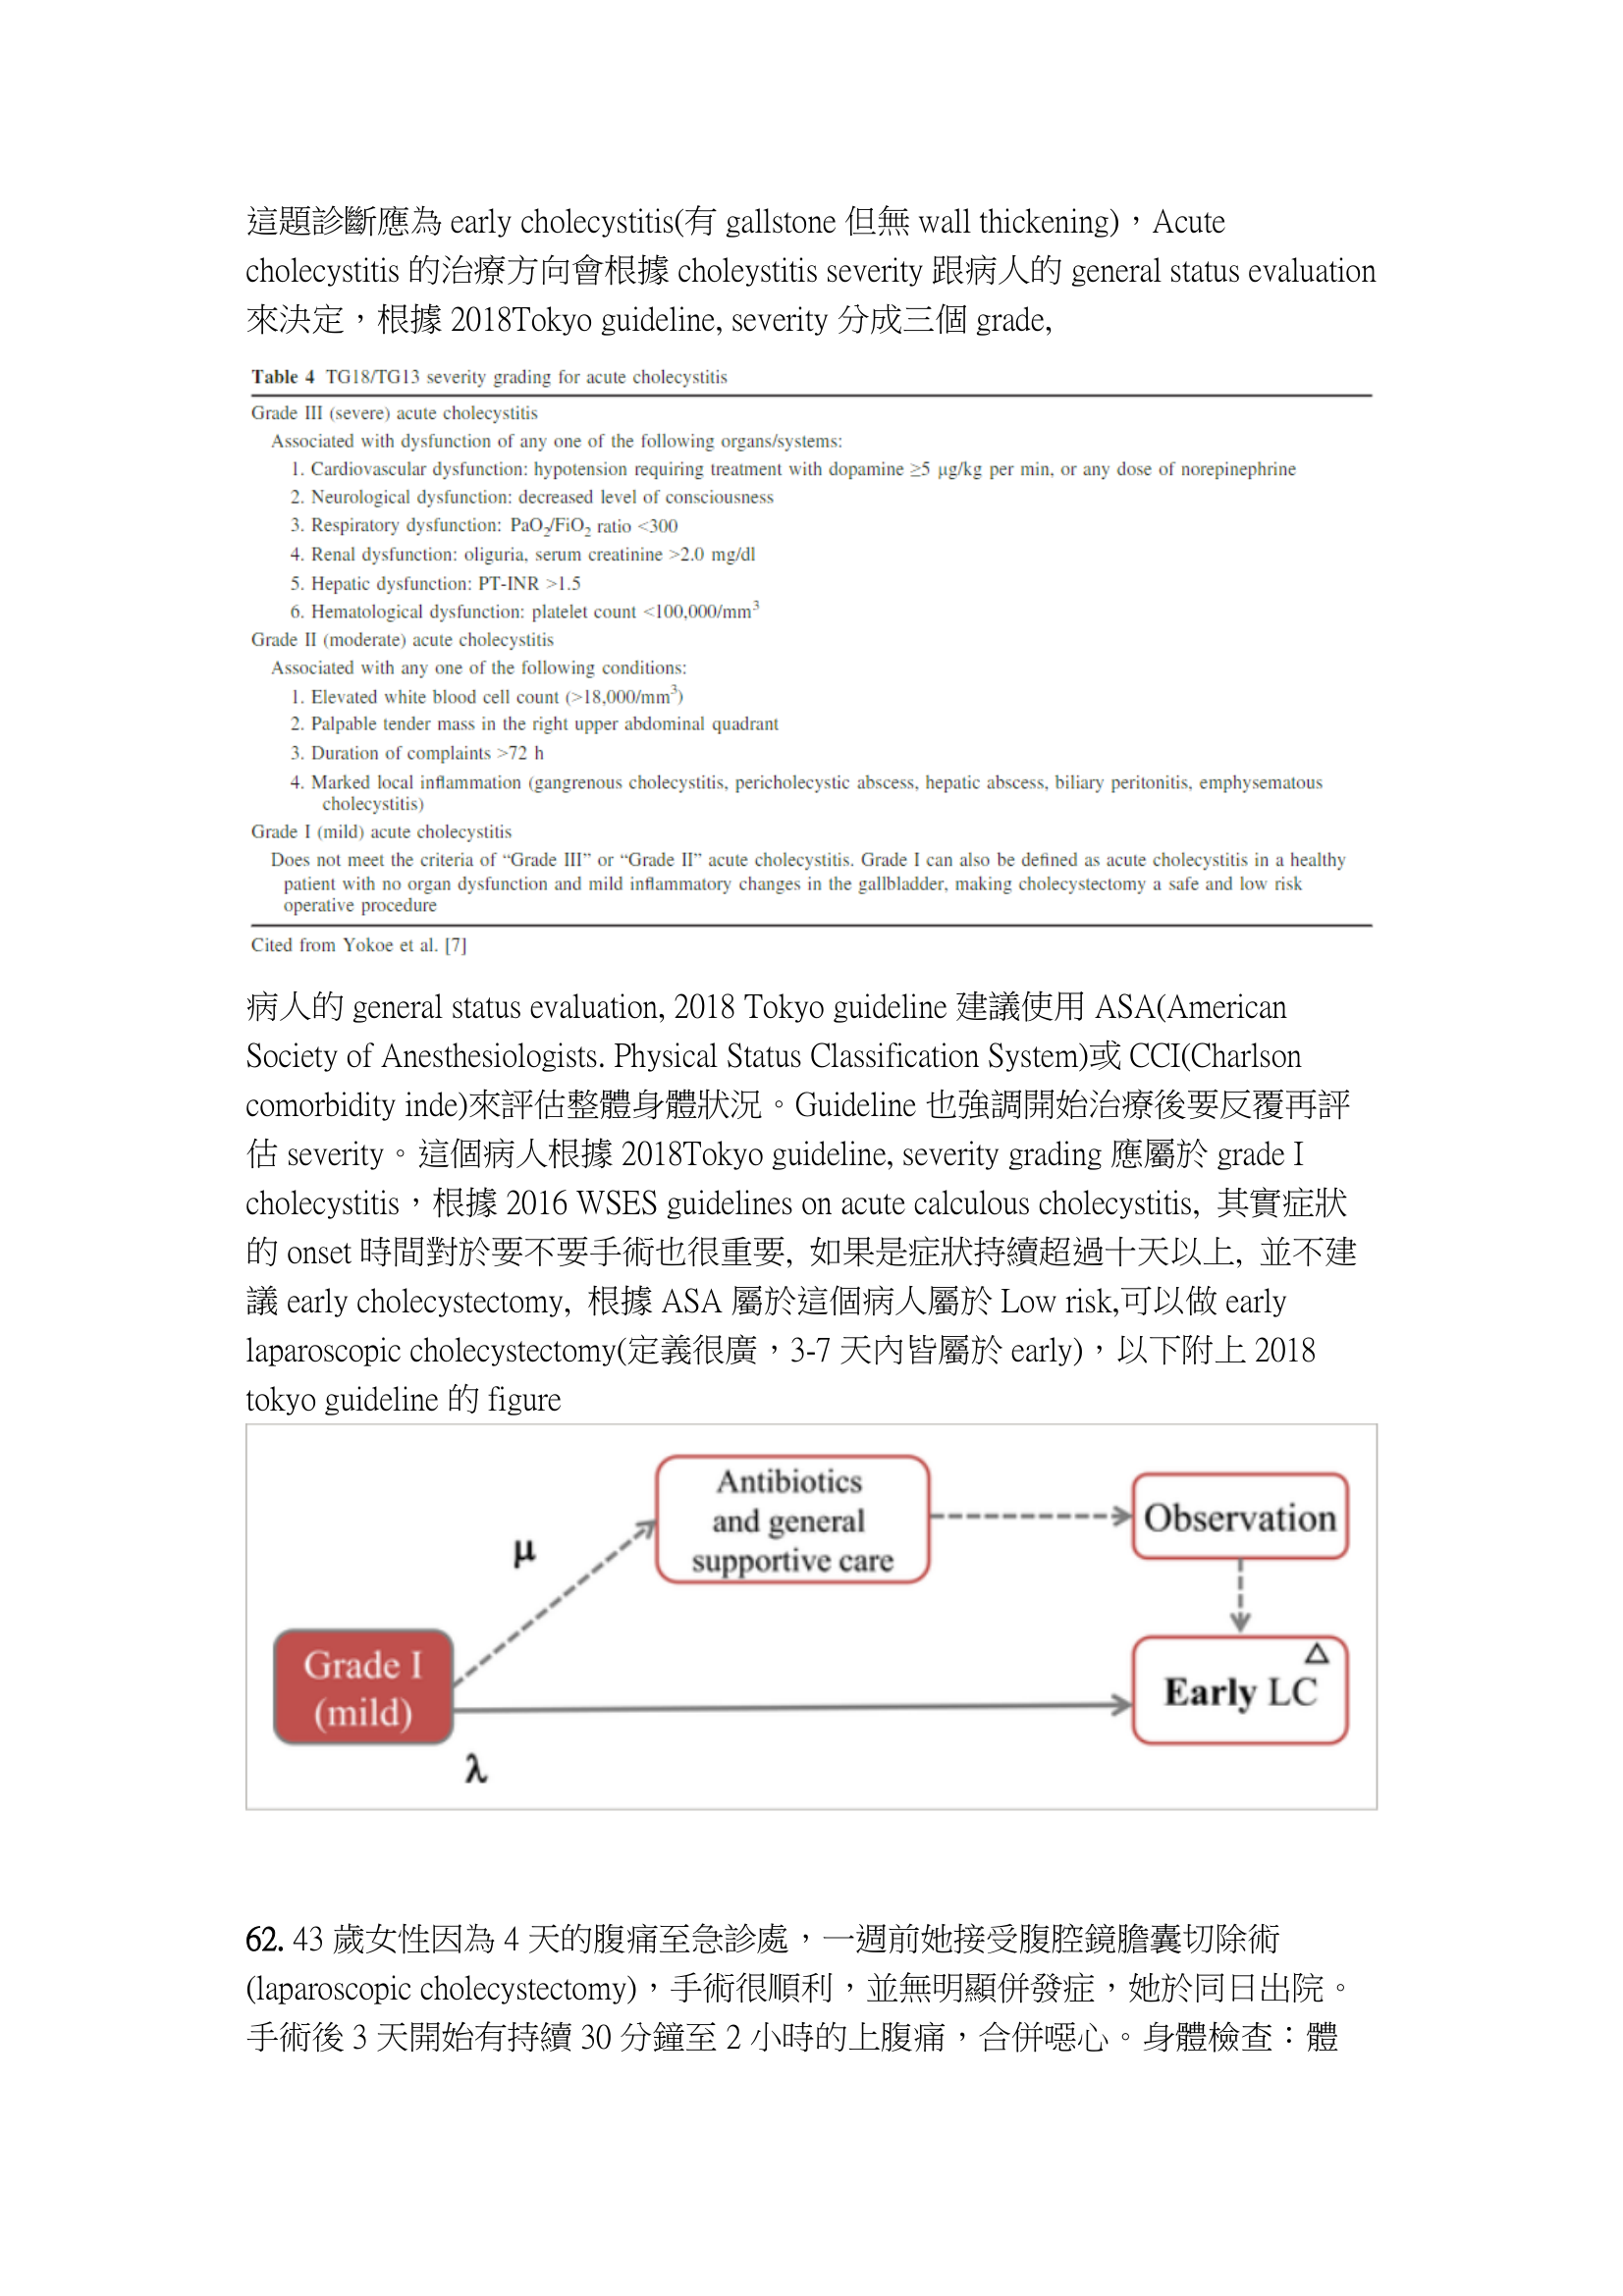 這題診斷應為 early cholecystitis(有 gallstone 但無 wall thickening)，Acute
cholecystitis 的治療方向會根據 choleystitis severity 跟病人的 general status evaluation
來決定，根據 2018Tokyo guideline, severity 分成三個 grade,
Table 4 TG18/TG13 severity grading for acute cholecystitis
Grade III (severe) acute cholecystitis
Associated with dysfunction of any one of the following organs/systems:
1. Cardiovascular dysfunction: hypotension requiring treatment with dopamine ≥5 μg/kg per min, or any dose of norepinephrine
2. Neurological dysfunction: decreased level of consciousness
3. Respiratory dysfunction: PaO₂/FiO₂ ratio <300
4. Renal dysfunction: oliguria, serum creatinine >2.0 mg/dl
5. Hepatic dysfunction: PT-INR >1.5
6. Hematological dysfunction: platelet count <100,000/mm³
Grade II (moderate) acute cholecystitis
Associated with any one of the following conditions:
1. Elevated white blood cell count (>18,000/mm³)
2. Palpable tender mass in the right upper abdominal quadrant
3. Duration of complaints >72 h
4. Marked local inflammation (gangrenous cholecystitis, pericholecystic abscess, hepatic abscess, biliary peritonitis, emphysematous
cholecystitis)
Grade I (mild) acute cholecystitis
Does not meet the criteria of “Grade III” or “Grade II” acute cholecystitis. Grade I can also be defined as acute cholecystitis in a healthy
patient with no organ dysfunction and mild inflammatory changes in the gallbladder, making cholecystectomy a safe and low risk
operative procedure
Cited from Yokoe et al. [7]
病人的 general status evaluation, 2018 Tokyo guideline 建議使用 ASA(American
Society of Anesthesiologists. Physical Status Classification System)或 CCI(Charlson
comorbidity inde)來評估整體身體狀況。Guideline 也強調開始治療後要反覆再評
估 severity。這個病人根據 2018Tokyo guideline, severity grading 應屬於 grade I
cholecystitis，根據 2016 WSES guidelines on acute calculous cholecystitis, 其實症狀
的 onset 時間對於要不要手術也很重要, 如果是症狀持續超過十天以上, 並不建
議 early cholecystectomy, 根據 ASA 屬於這個病人屬於 Low risk,可以做 early
laparoscopic cholecystectomy(定義很廣，3-7 天內皆屬於 early)，以下附上 2018
tokyo guideline 的 figure
Antibiotics
and general
supportive care
Observation
μ
Grade I
(mild)
△
Early LC
λ
62. 43 歲女性因為 4 天的腹痛至急診處，一週前她接受腹腔鏡膽囊切除術
(laparoscopic cholecystectomy)，手術很順利，並無明顯併發症，她於同日出院。
手術後 3 天開始有持續 30 分鐘至 2 小時的上腹痛，合併噁心。身體檢查：體